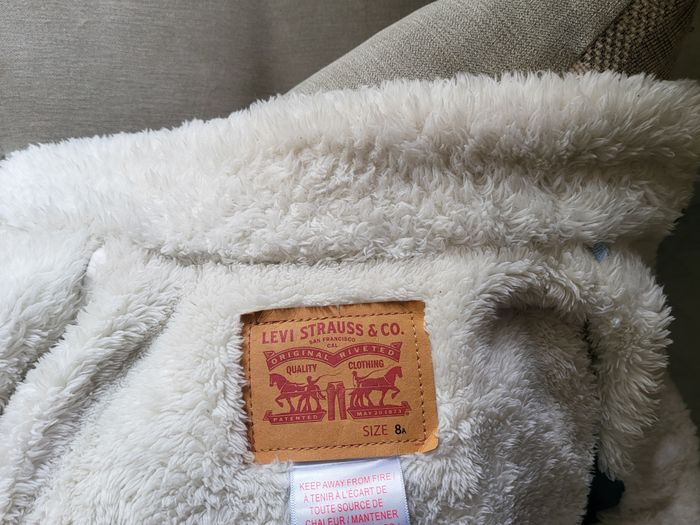 LEVI STRAUSS & CO.
SAN FRANCISCO
CAL
ORIGINAL RIVETED
QUALITY CLOTHING
PATENTED MAY 20 1873
SIZE 8A
KEEP AWAY FROM FIRE
À TENIR À L'ÉCART DE
TOUTE SOURCE DE
CHALEUR / MANTENER